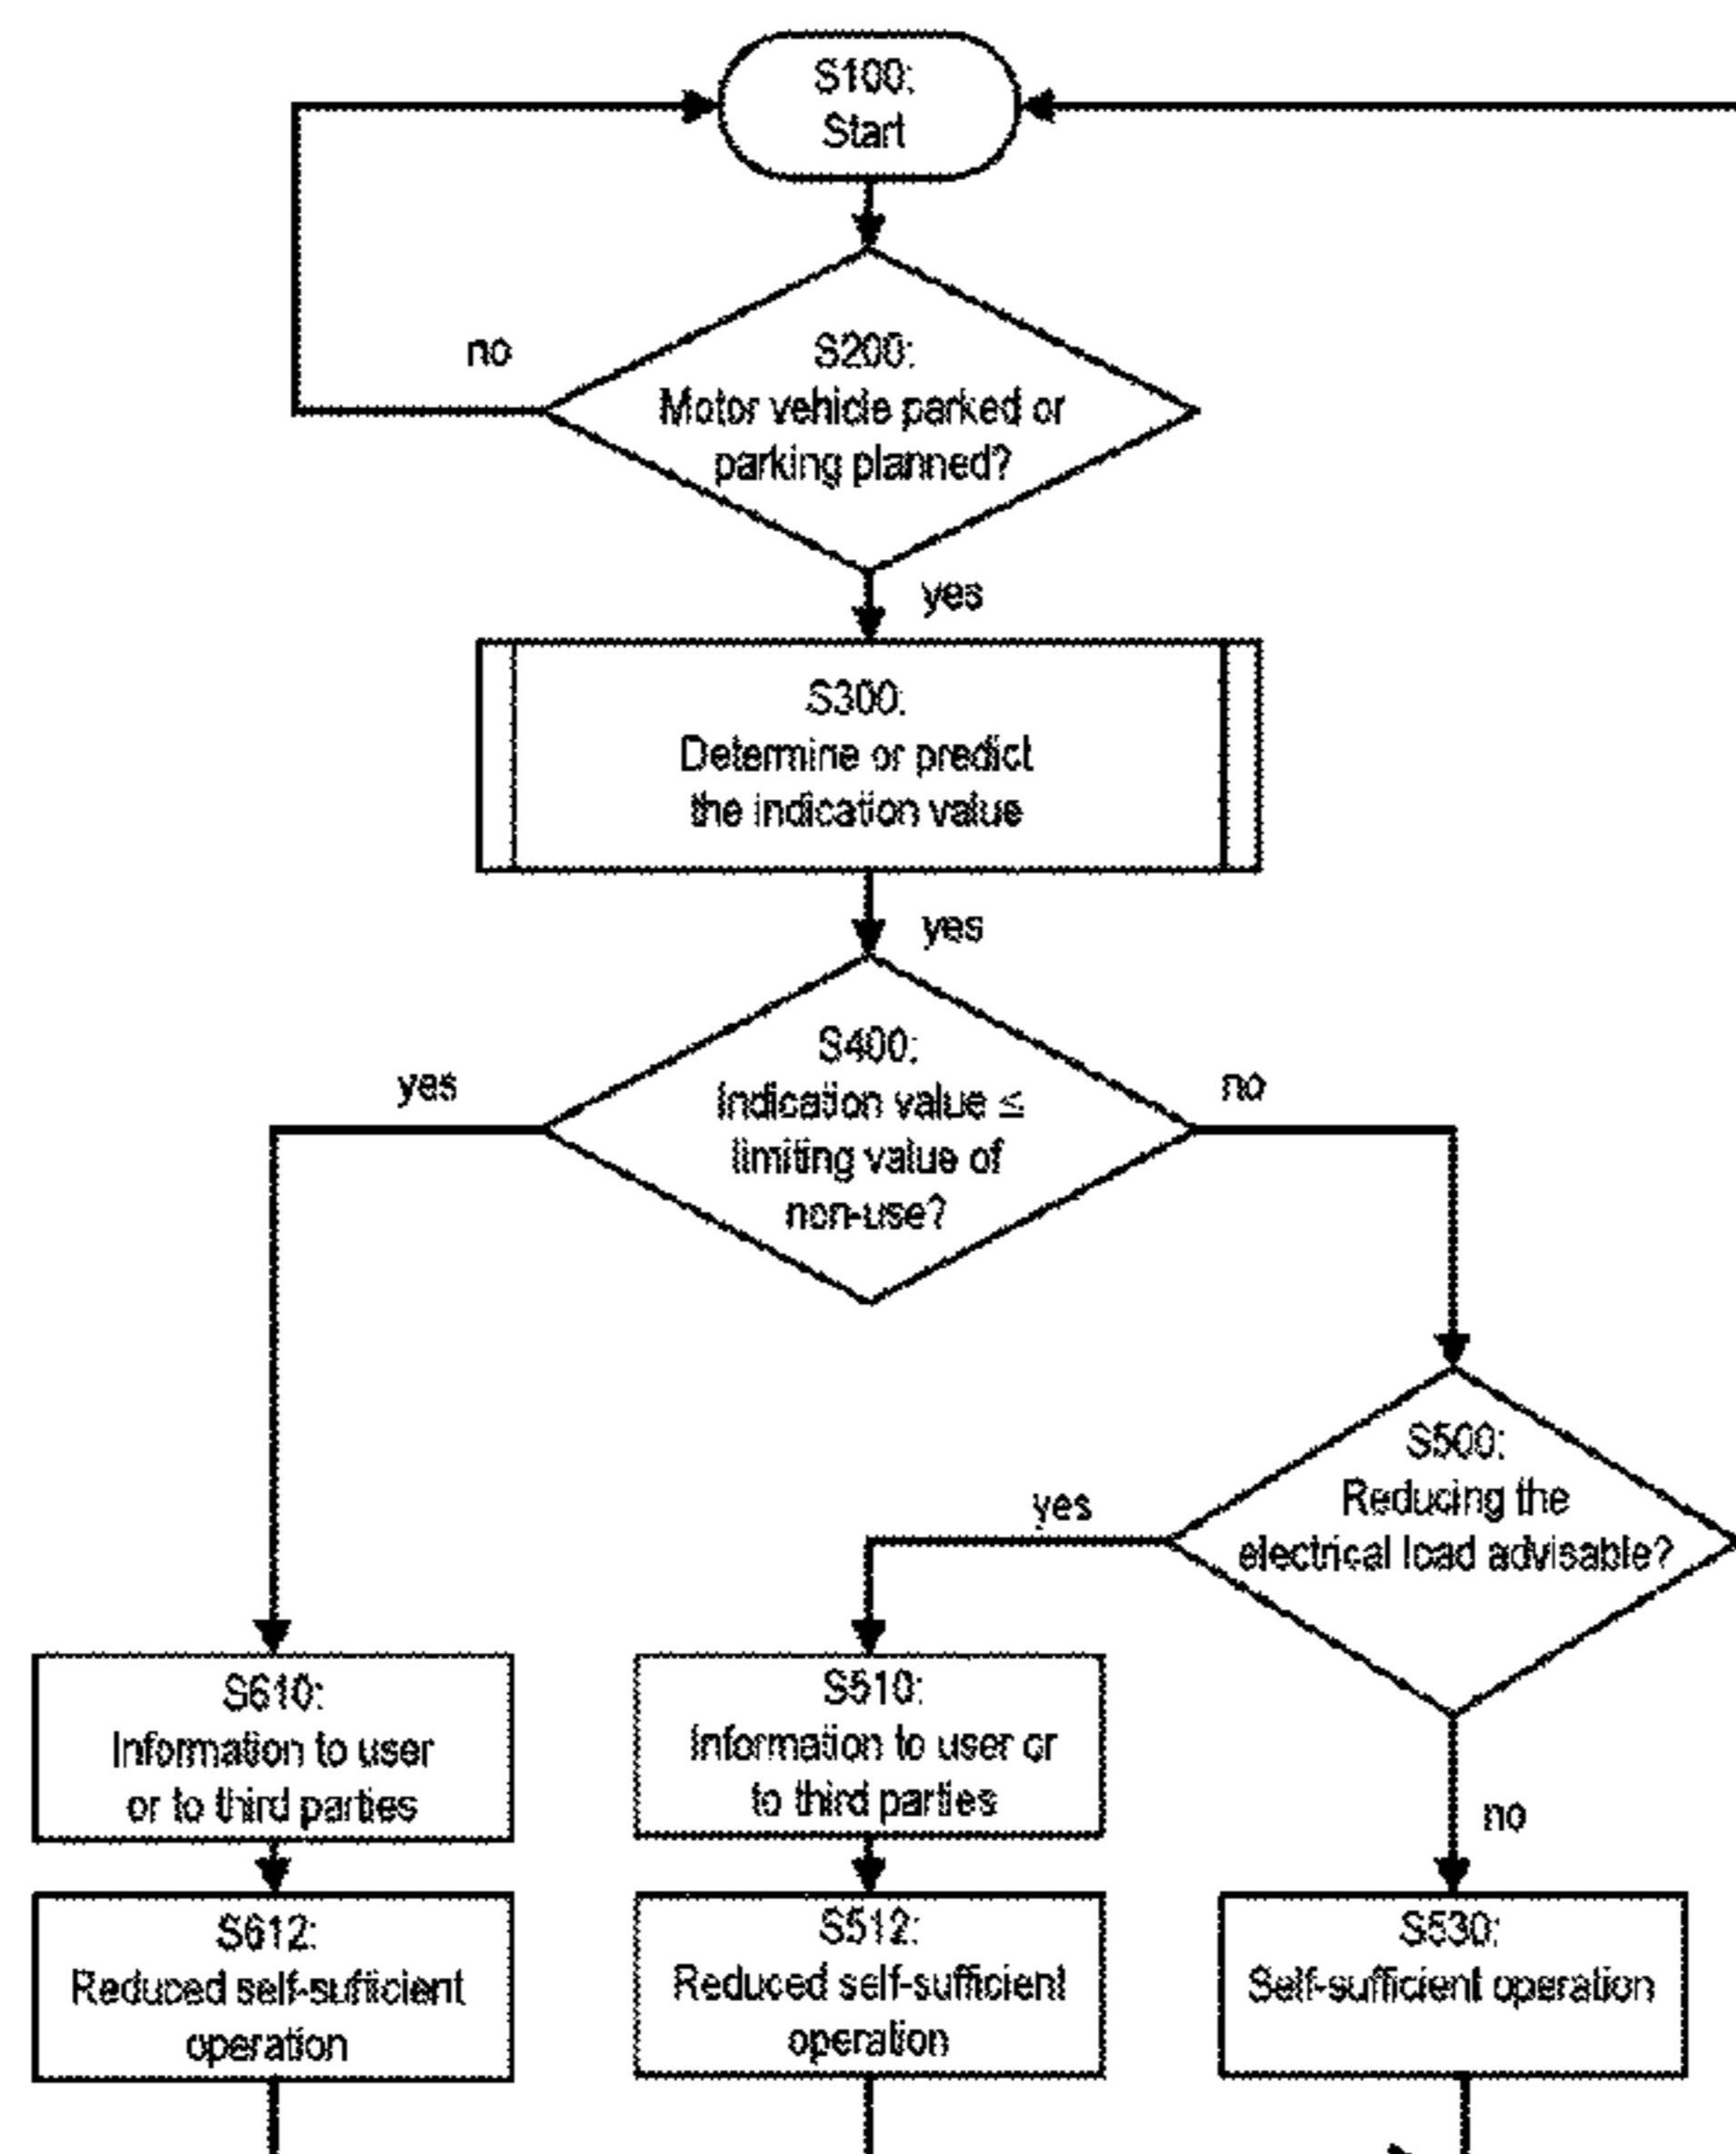 S100:
Start
no
S200:
Motor vehicle parked or
parking planned?
yes
S300:
Determine or predict
the indication value
yes
S400:
Indication value ≤
limiting value of
non-use?
yes
no
S500:
Reducing the
electrical load advisable?
yes
no
S610:
Information to user
or to third parties
S510:
Information to user or
to third parties
S612:
Reduced self-sufficient
operation
S512:
Reduced self-sufficient
operation
S530:
Self-sufficient operation